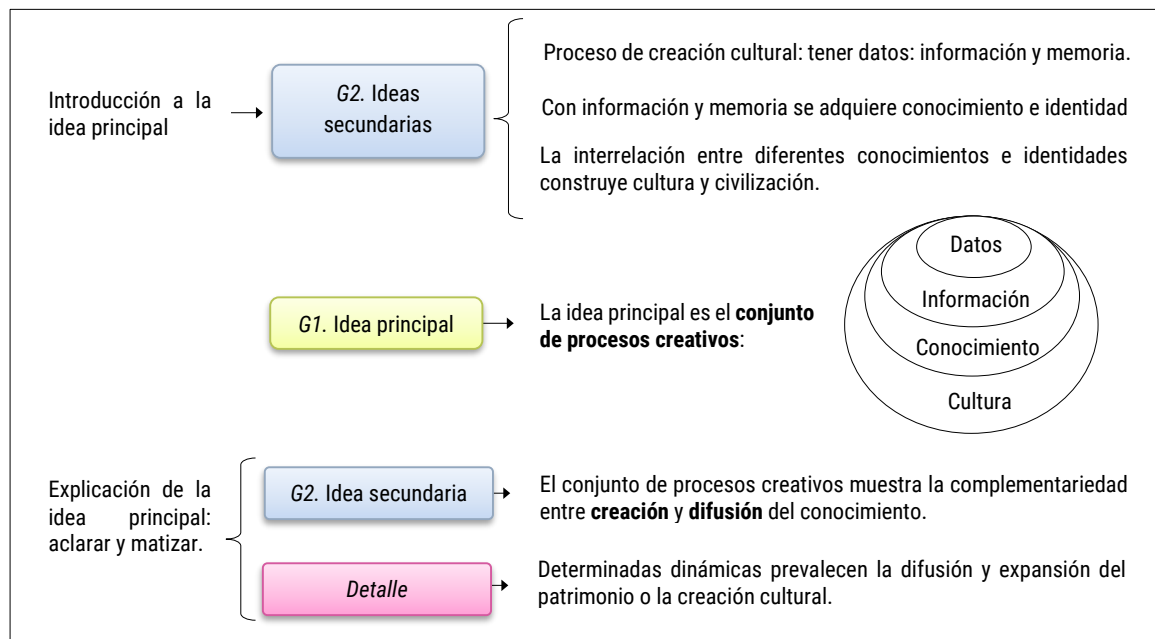 Introducción a la
idea principal
G2. Ideas
secundarias
Proceso de creación cultural: tener datos: información y memoria.
Con información y memoria se adquiere conocimiento e identidad
La interrelación entre diferentes conocimientos e identidades
construye cultura y civilización.
G1. Idea principal
La idea principal es el conjunto
de procesos creativos:
Datos
Información
Conocimiento
Cultura
Explicación de la
idea principal:
aclarar y matizar.
G2. Idea secundaria
El conjunto de procesos creativos muestra la complementariedad
entre creación y difusión del conocimiento.
Detalle
Determinadas dinámicas prevalecen la difusión y expansión del
patrimonio o la creación cultural.